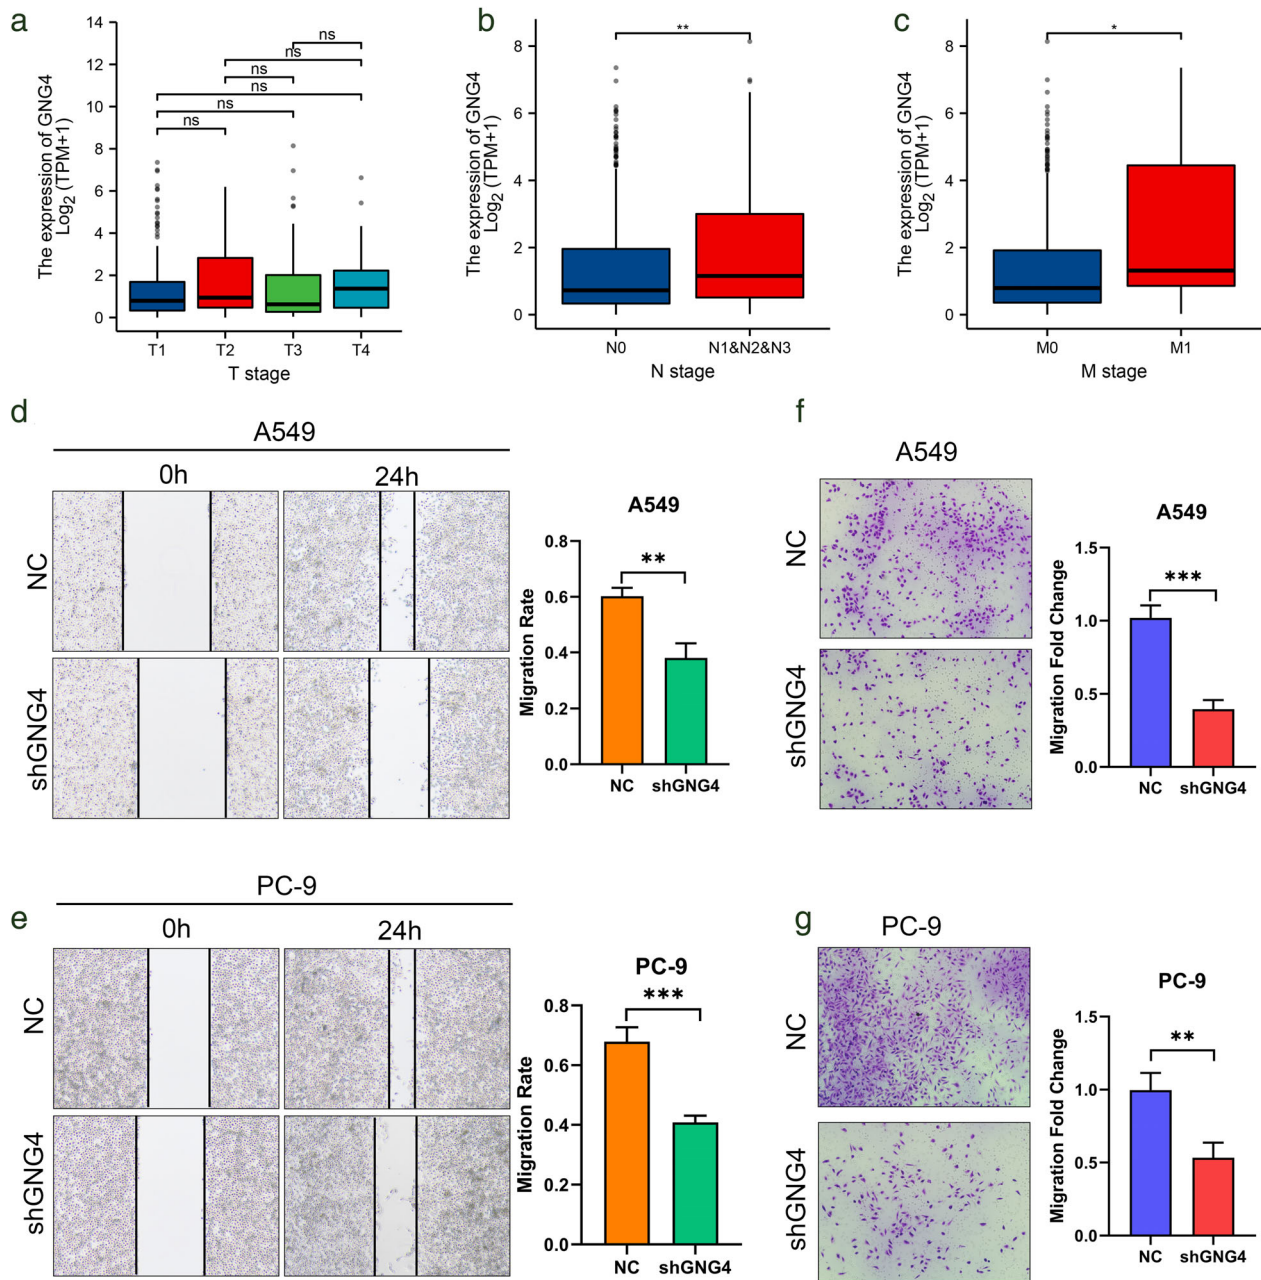 a
The expression of GNG4
Log2 (TPM+1)
14
12
10
8
6
4
2
0
ns
ns
ns
ns
ns
ns
T1
T2
T3
T4
T stage
b
The expression of GNG4
Log2 (TPM+1)
8
6
4
2
0
**
N0
N1&N2&N3
N stage
c
The expression of GNG4
Log2 (TPM+1)
8
6
4
2
0
*
M0
M1
M stage
d
A549
0h
24h
NC
shGNG4
A549
Migration Rate
0.8
0.6
0.4
0.2
0.0
**
NC
shGNG4
f
A549
NC
shGNG4
A549
Migration Fold Change
1.5
1.0
0.5
0.0
***
NC
shGNG4
e
PC-9
0h
24h
NC
shGNG4
PC-9
Migration Rate
0.8
0.6
0.4
0.2
0.0
***
NC
shGNG4
g
PC-9
NC
shGNG4
PC-9
Migration Fold Change
1.5
1.0
0.5
0.0
**
NC
shGNG4